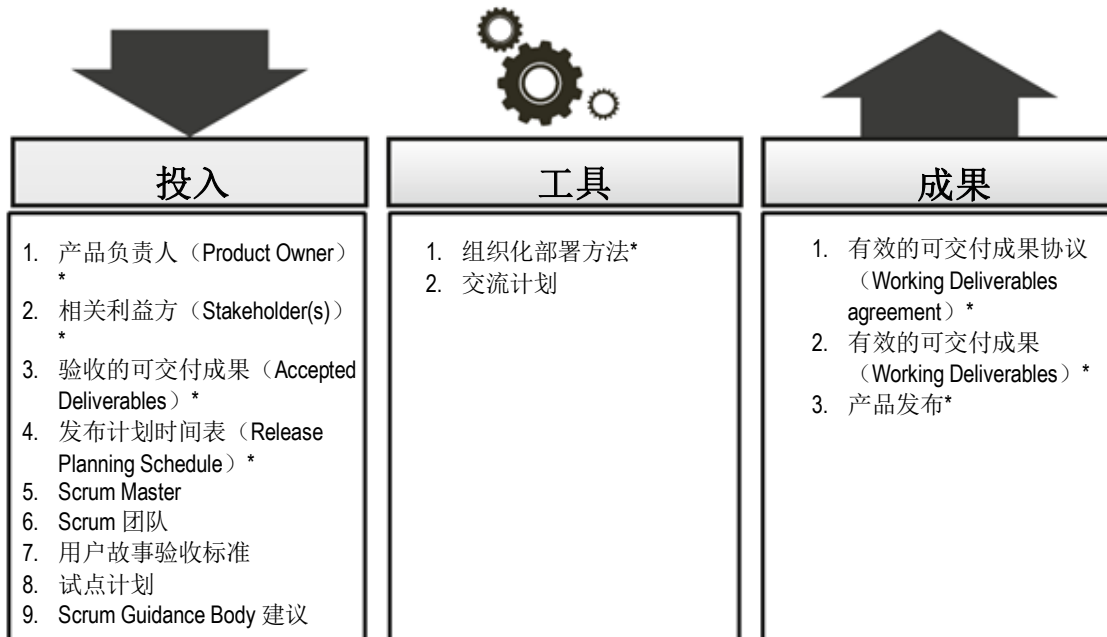 投入
1. 产品负责人（Product Owner）
*
2. 相关利益方（Stakeholder(s)）
*
3. 验收的可交付成果（Accepted
Deliverables）*
4. 发布计划时间表（Release
Planning Schedule）*
5. Scrum Master
6. Scrum 团队
7. 用户故事验收标准
8. 试点计划
9. Scrum Guidance Body 建议
工具
1. 组织化部署方法*
2. 交流计划
成果
1. 有效的可交付成果协议
（Working Deliverables
agreement）*
2. 有效的可交付成果
（Working Deliverables）*
3. 产品发布*